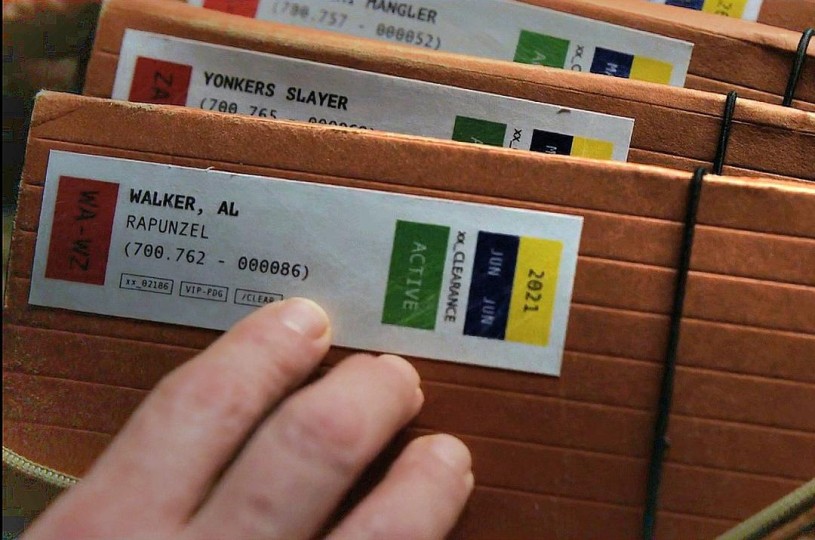 MANGLER
(700.757 - 000052)
YONKERS SLAYER
(700.765
WA-WZ
WALKER, AL
RAPUNZEL
(700.762 - 000086)
xx_02186
VIP-PDG
/CLEAR
ACTIVE
XX_CLEARANCE
JUN JUN
2021